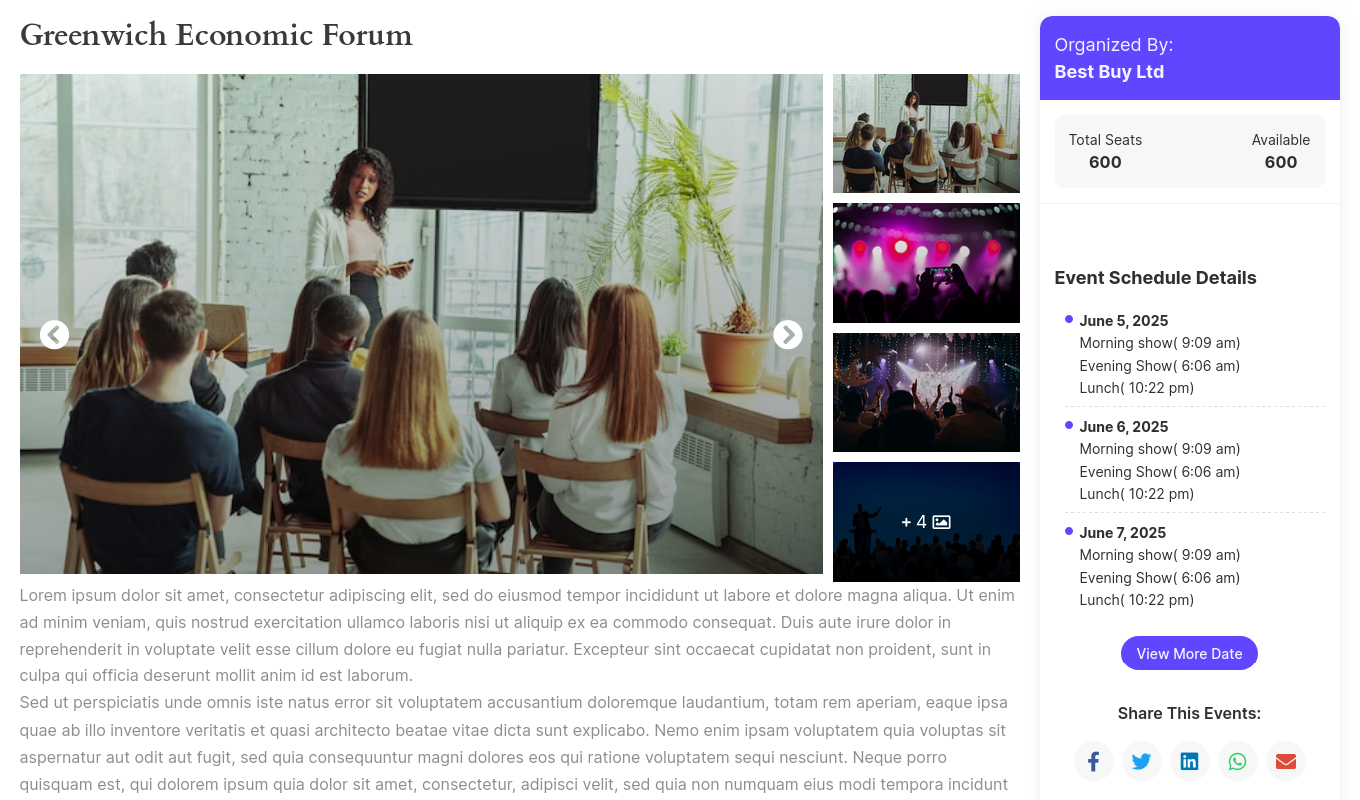 Greenwich Economic Forum
+ 4
Lorem ipsum dolor sit amet, consectetur adipiscing elit, sed do eiusmod tempor incididunt ut labore et dolore magna aliqua. Ut enim
ad minim veniam, quis nostrud exercitation ullamco laboris nisi ut aliquip ex ea commodo consequat. Duis aute irure dolor in
reprehenderit in voluptate velit esse cillum dolore eu fugiat nulla pariatur. Excepteur sint occaecat cupidatat non proident, sunt in
culpa qui officia deserunt mollit anim id est laborum.
Sed ut perspiciatis unde omnis iste natus error sit voluptatem accusantium doloremque laudantium, totam rem aperiam, eaque ipsa
quae ab illo inventore veritatis et quasi architecto beatae vitae dicta sunt explicabo. Nemo enim ipsam voluptatem quia voluptas sit
aspernatur aut odit aut fugit, sed quia consequuntur magni dolores eos qui ratione voluptatem sequi nesciunt. Neque porro
quisquam est, qui dolorem ipsum quia dolor sit amet, consectetur, adipisci velit, sed quia non numquam eius modi tempora incidunt
Organized By:
Best Buy Ltd
Total Seats Available
600 600
Event Schedule Details
June 5, 2025
Morning show( 9:09 am)
Evening Show( 6:06 am)
Lunch( 10:22 pm)
June 6, 2025
Morning show( 9:09 am)
Evening Show( 6:06 am)
Lunch( 10:22 pm)
June 7, 2025
Morning show( 9:09 am)
Evening Show( 6:06 am)
Lunch( 10:22 pm)
View More Date
Share This Events: